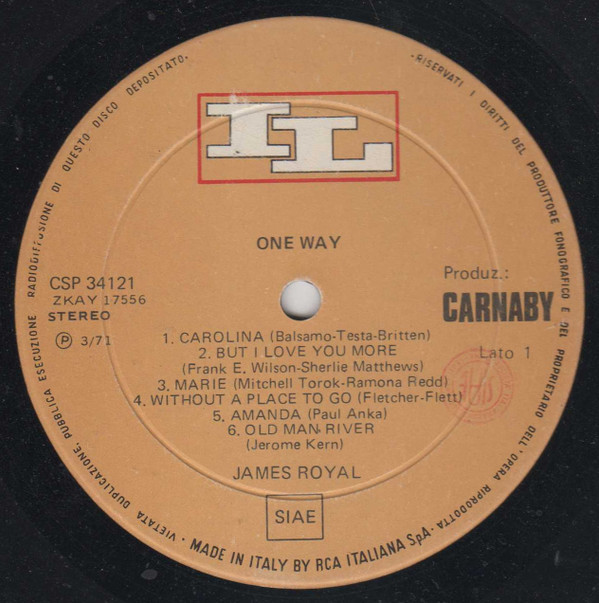 RADIODIFFUSIONE DI QUESTO DISCO DEPOSITATO·
·RISERVATI I DIRITTI DEL PRODUTTORE FONOGRAFICO E DEL PROPRIETARIO DELL'OPERA RIPRODOTTA·
IL
ONE WAY
CSP 34121
ZKAY 17556
STEREO
Ⓟ 3/71
Produz.:
CARNABY
Lato 1
1. CAROLINA (Balsamo-Testa-Britten)
2. BUT I LOVE YOU MORE
(Frank E. Wilson-Sherlie Matthews)
3. MARIE (Mitchell Torok-Ramona Redd)
4. WITHOUT A PLACE TO GO (Fletcher-Flett)
5. AMANDA (Paul Anka)
6. OLD MAN RIVER
(Jerome Kern)
JAMES ROYAL
SIAE
· VIETATA DUPLICAZIONE, PUBBLICA ESECUZIONE
· MADE IN ITALY BY RCA ITALIANA SpA ·